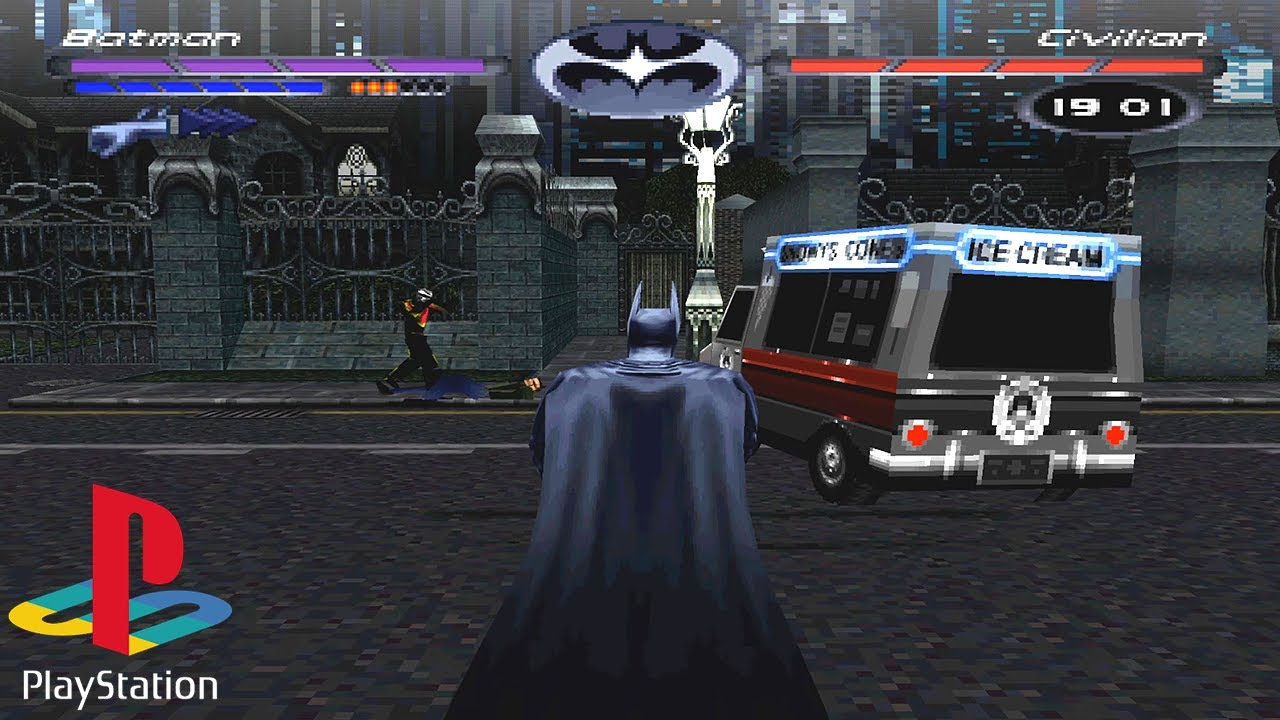 Batman
Civilian
19 01
ICE CREAM
PlayStation